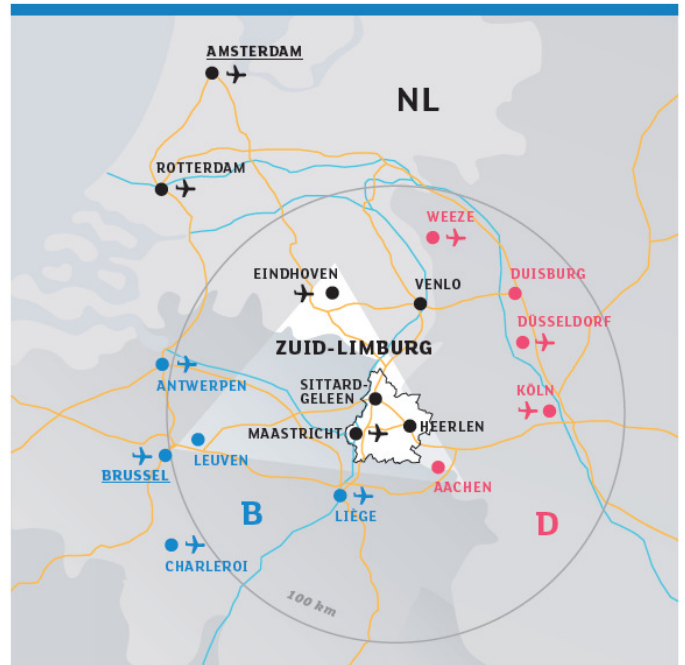 AMSTERDAM
NL
ROTTERDAM
WEEZE
EINDHOVEN
VENLO
DUISBURG
DÜSSELDORF
ZUID-LIMBURG
ANTWERPEN
SITTARD-
GELEEN
KÖLN
MAASTRICHT
HEERLEN
LEUVEN
BRUSSEL
AACHEN
B
LIÈGE
D
CHARLEROI
100 km